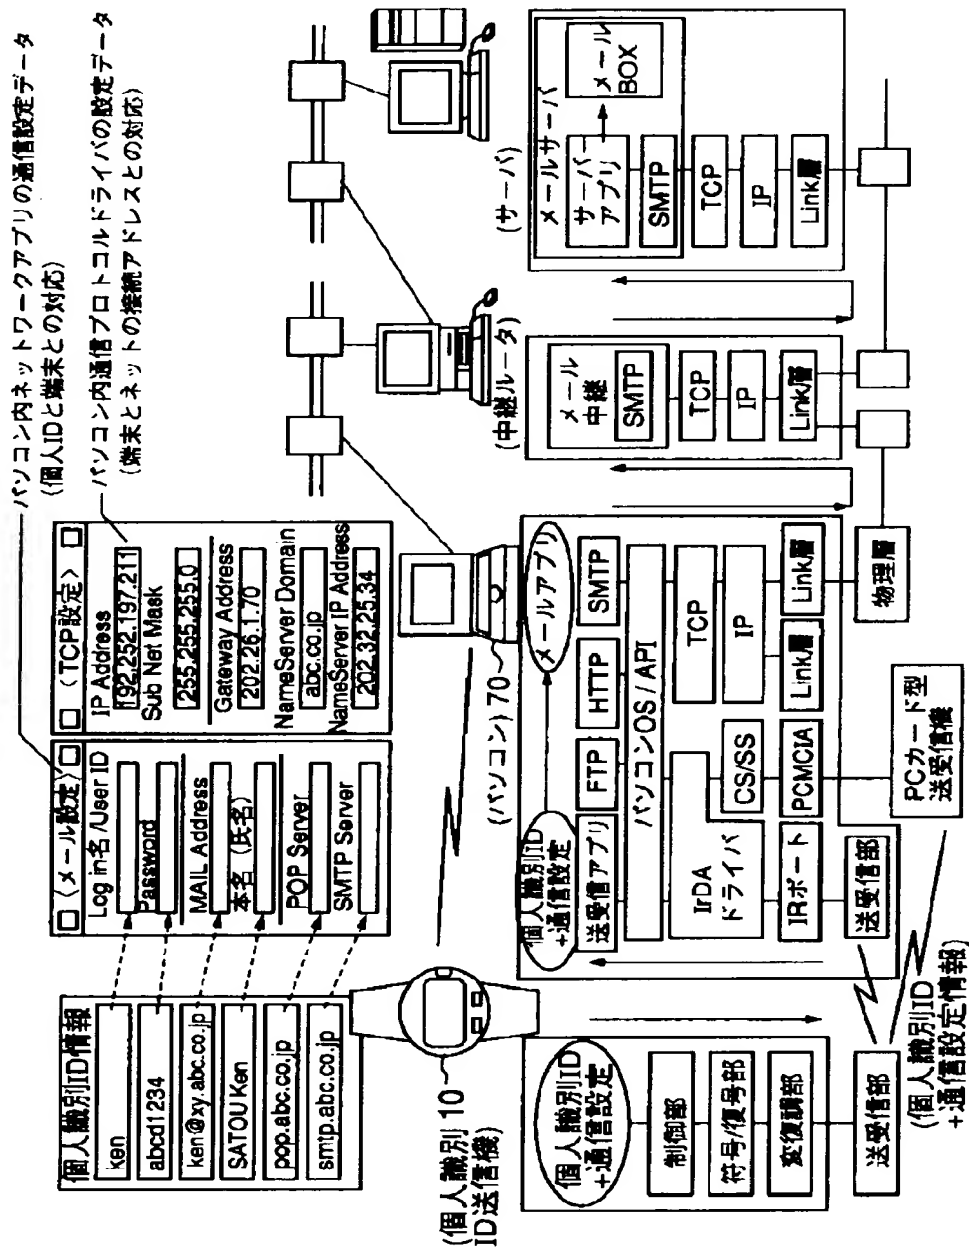 個人識別ID情報
ken
abcd1234
ken@xy.abc.co.jp
SATOU Ken
pop.abc.co.jp
smtp.abc.co.jp
〈メール設定〉
Log in名/User ID
Password
MAIL Address
本名 (氏名)
POP Server
SMTP Server
パソコン内ネットワークアプリの通信設定データ
(個人IDと端末との対応)
〈TCP設定〉
IP Address
192.252.197.211
Sub Net Mask
255.255.255.0
Gateway Address
202.26.1.70
NameServer Domain
abc.co.jp
NameServer IP Address
202.32.25.34
パソコン内通信プロトコルドライバの設定データ
(端末とネットの接続アドレスとの対応)
(個人識別 10
ID送信機)
(パソコン) 70
(中継ルータ)
(サーバ)
個人識別ID
+通信設定
制御部
符号/復号部
変復調部
送受信部
(個人識別ID
+通信設定情報)
個人識別ID
+通信設定
メールアプリ
送受信アプリ
FTP
HTTP
SMTP
パソコンOS/API
IrDA
ドライバ
CS/SS
TCP
IP
IRポート
PCMCIA
Link層
Link層
送受信部
PCカード型
送受信機
物理層
メール
中継
SMTP
TCP
IP
Link層
メールサーバ
サーバー
アプリ
メール
BOX
SMTP
TCP
IP
Link層